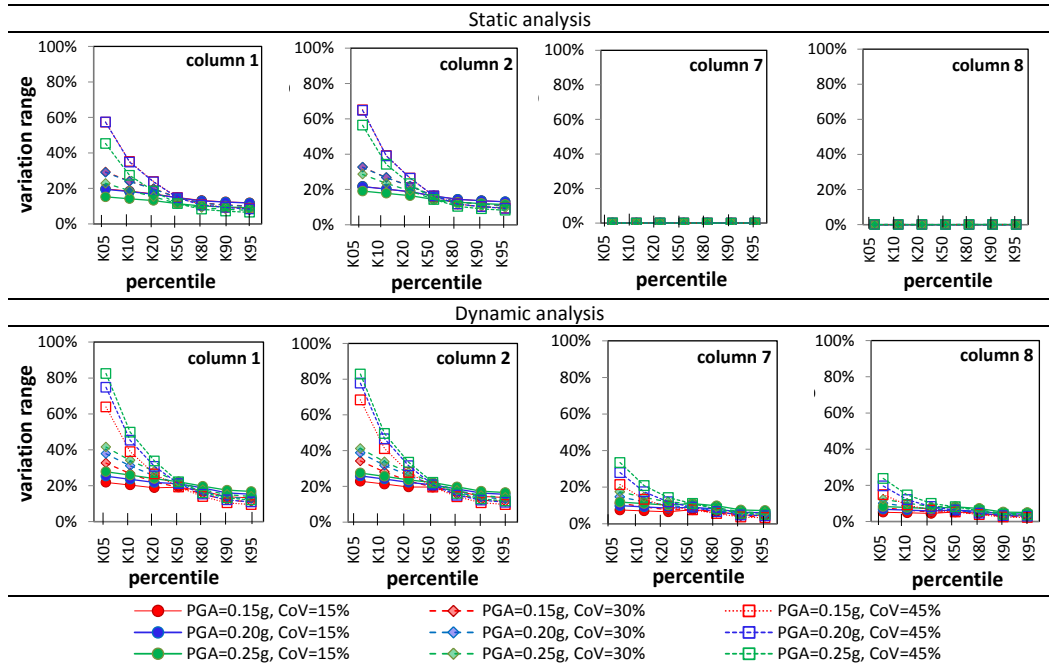 Static analysis
variation range
100%
80%
60%
40%
20%
0%
column 1
K05 K10 K20 K50 K80 K90 K95
percentile
100%
80%
60%
40%
20%
0%
column 2
K05 K10 K20 K50 K80 K90 K95
percentile
100%
80%
60%
40%
20%
0%
column 7
K05 K10 K20 K50 K80 K90 K95
percentile
100%
80%
60%
40%
20%
0%
column 8
K05 K10 K20 K50 K80 K90 K95
percentile
Dynamic analysis
variation range
100%
80%
60%
40%
20%
0%
column 1
K05 K10 K20 K50 K80 K90 K95
percentile
100%
80%
60%
40%
20%
0%
column 2
K05 K10 K20 K50 K80 K90 K95
percentile
100%
80%
60%
40%
20%
0%
column 7
K05 K10 K20 K50 K80 K90 K95
percentile
100%
80%
60%
40%
20%
0%
column 8
K05 K10 K20 K50 K80 K90 K95
percentile
PGA=0.15g, CoV=15%
PGA=0.15g, CoV=30%
PGA=0.15g, CoV=45%
PGA=0.20g, CoV=15%
PGA=0.20g, CoV=30%
PGA=0.20g, CoV=45%
PGA=0.25g, CoV=15%
PGA=0.25g, CoV=30%
PGA=0.25g, CoV=45%